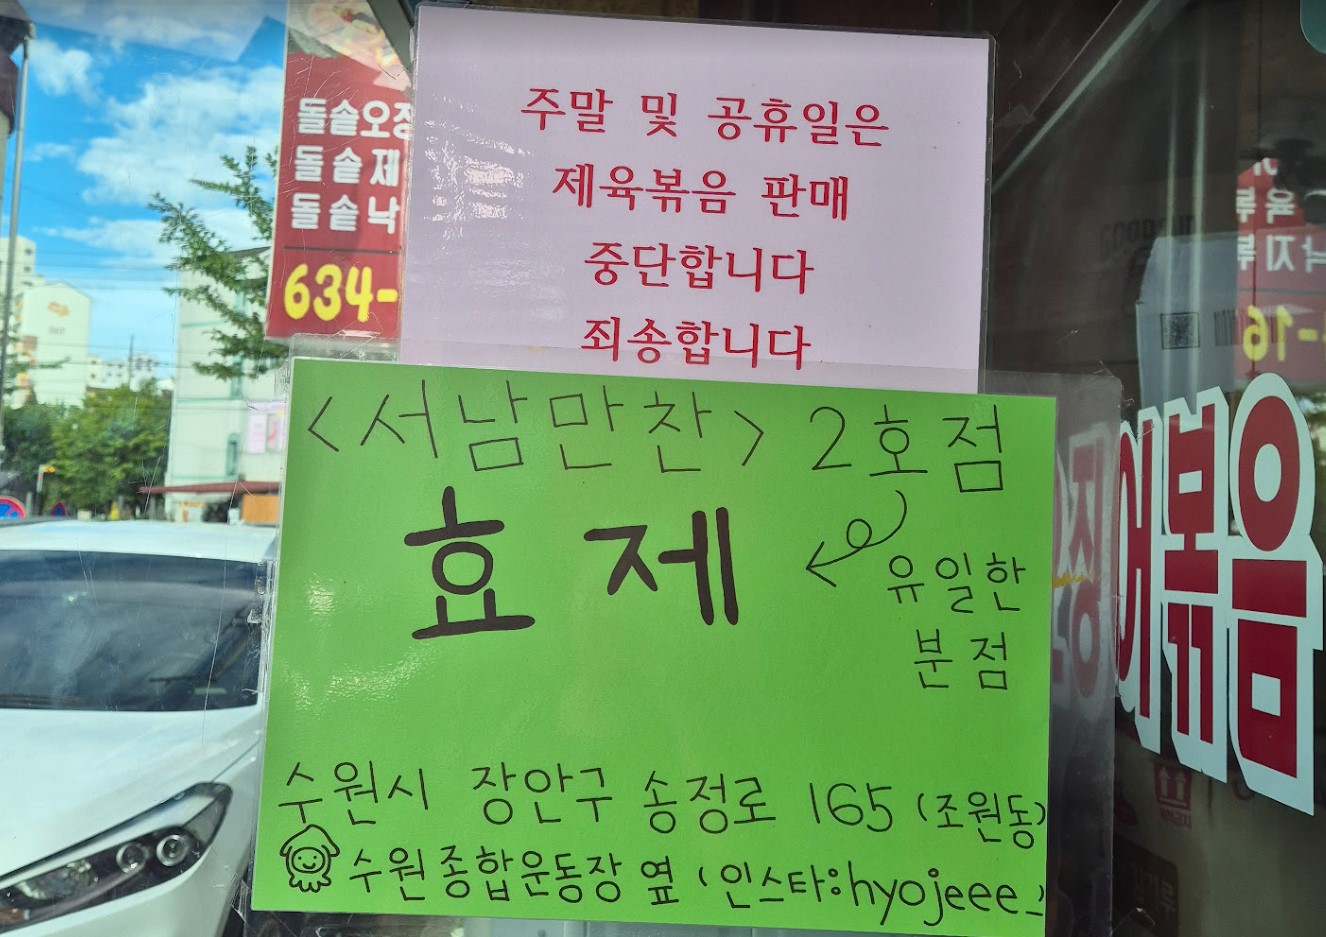 돌솥오징
돌솥제
돌솥낙
634-
주말 및 공휴일은
제육볶음 판매
중단합니다
죄송합니다
<서남만찬> 2호점
효제
유일한
분점
수원시 장안구 송정로 165 (조원동)
수원종합운동장 옆 (인스타:hyojeee_)
어볶음
-16